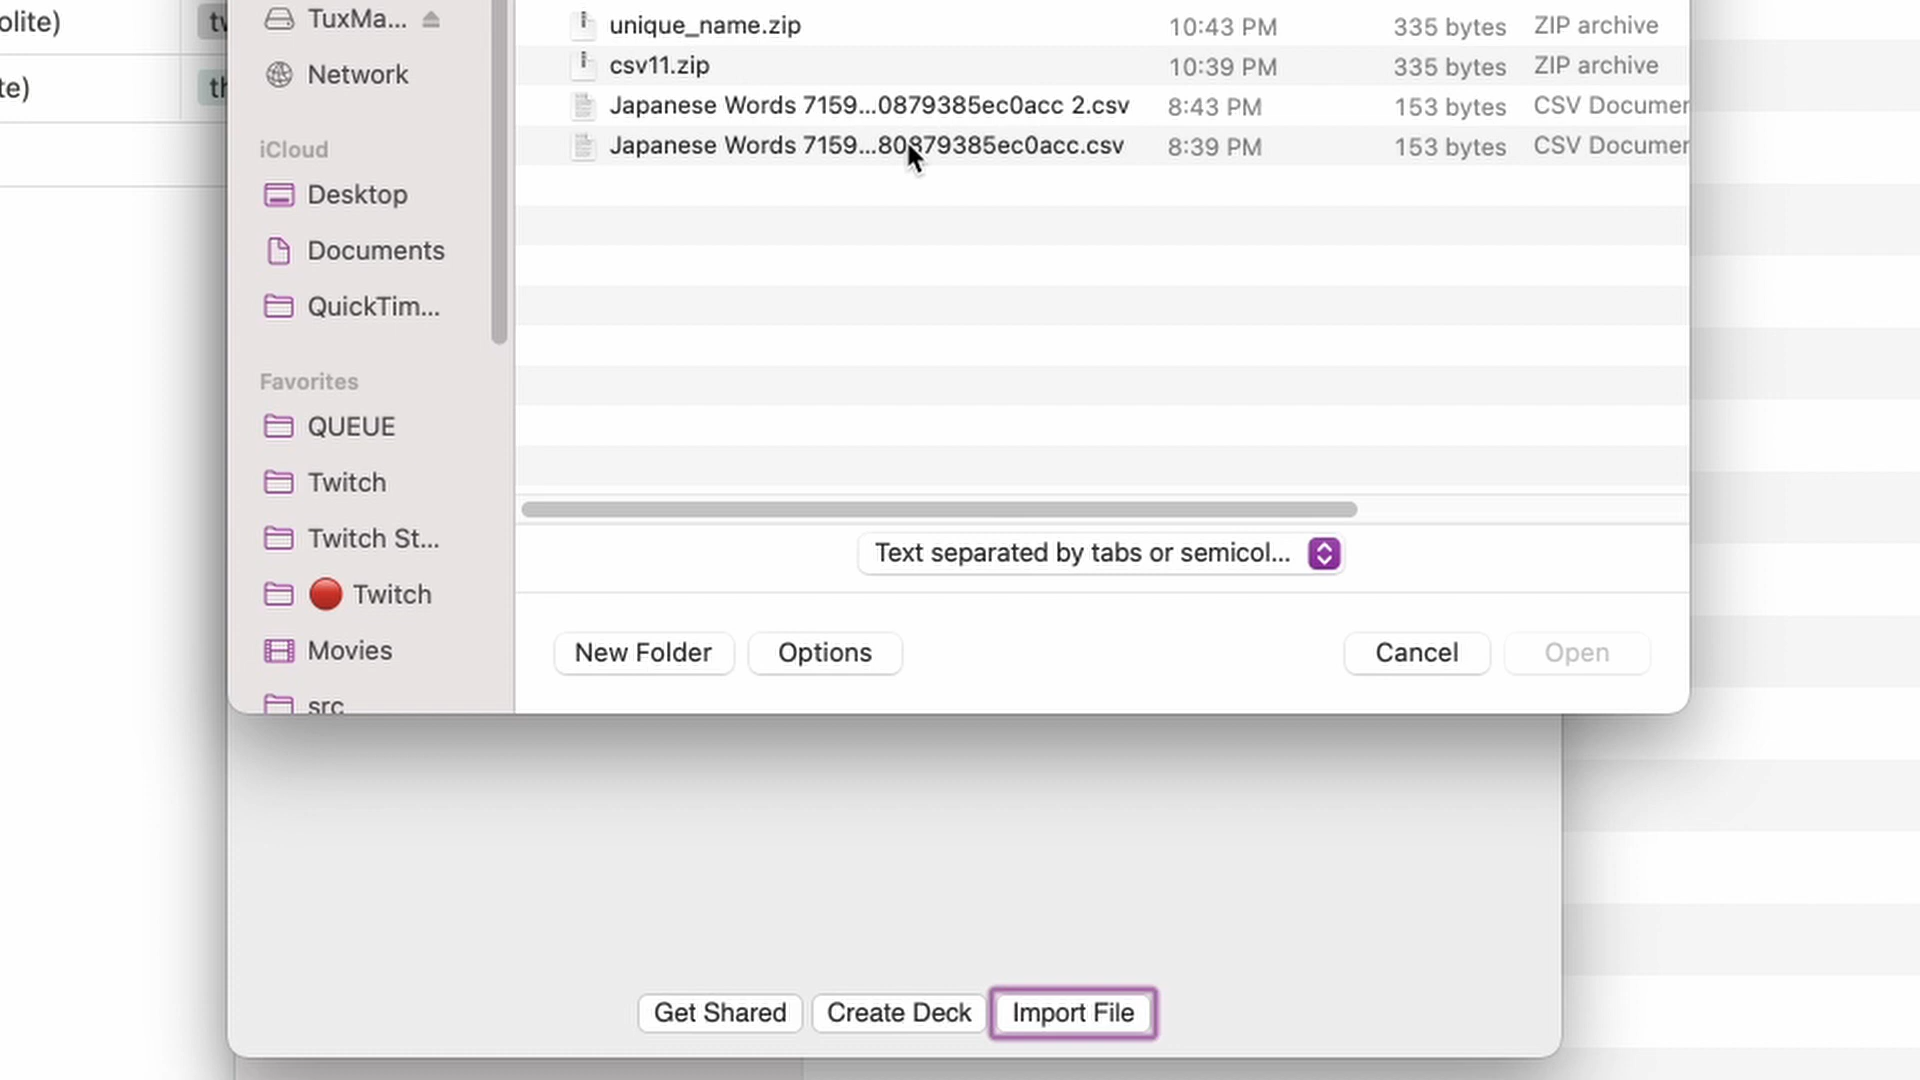 olite)
tw
te)
th
TuxMa...
Network
iCloud
Desktop
Documents
QuickTim...
Favorites
QUEUE
Twitch
Twitch St...
Twitch
Movies
src
unique_name.zip 10:43 PM 335 bytes ZIP archive
csv11.zip 10:39 PM 335 bytes ZIP archive
Japanese Words 7159...0879385ec0acc 2.csv 8:43 PM 153 bytes CSV Documen
Japanese Words 7159...80879385ec0acc.csv 8:39 PM 153 bytes CSV Documen
Text separated by tabs or semicol...
New Folder Options Cancel Open
Get Shared Create Deck Import File